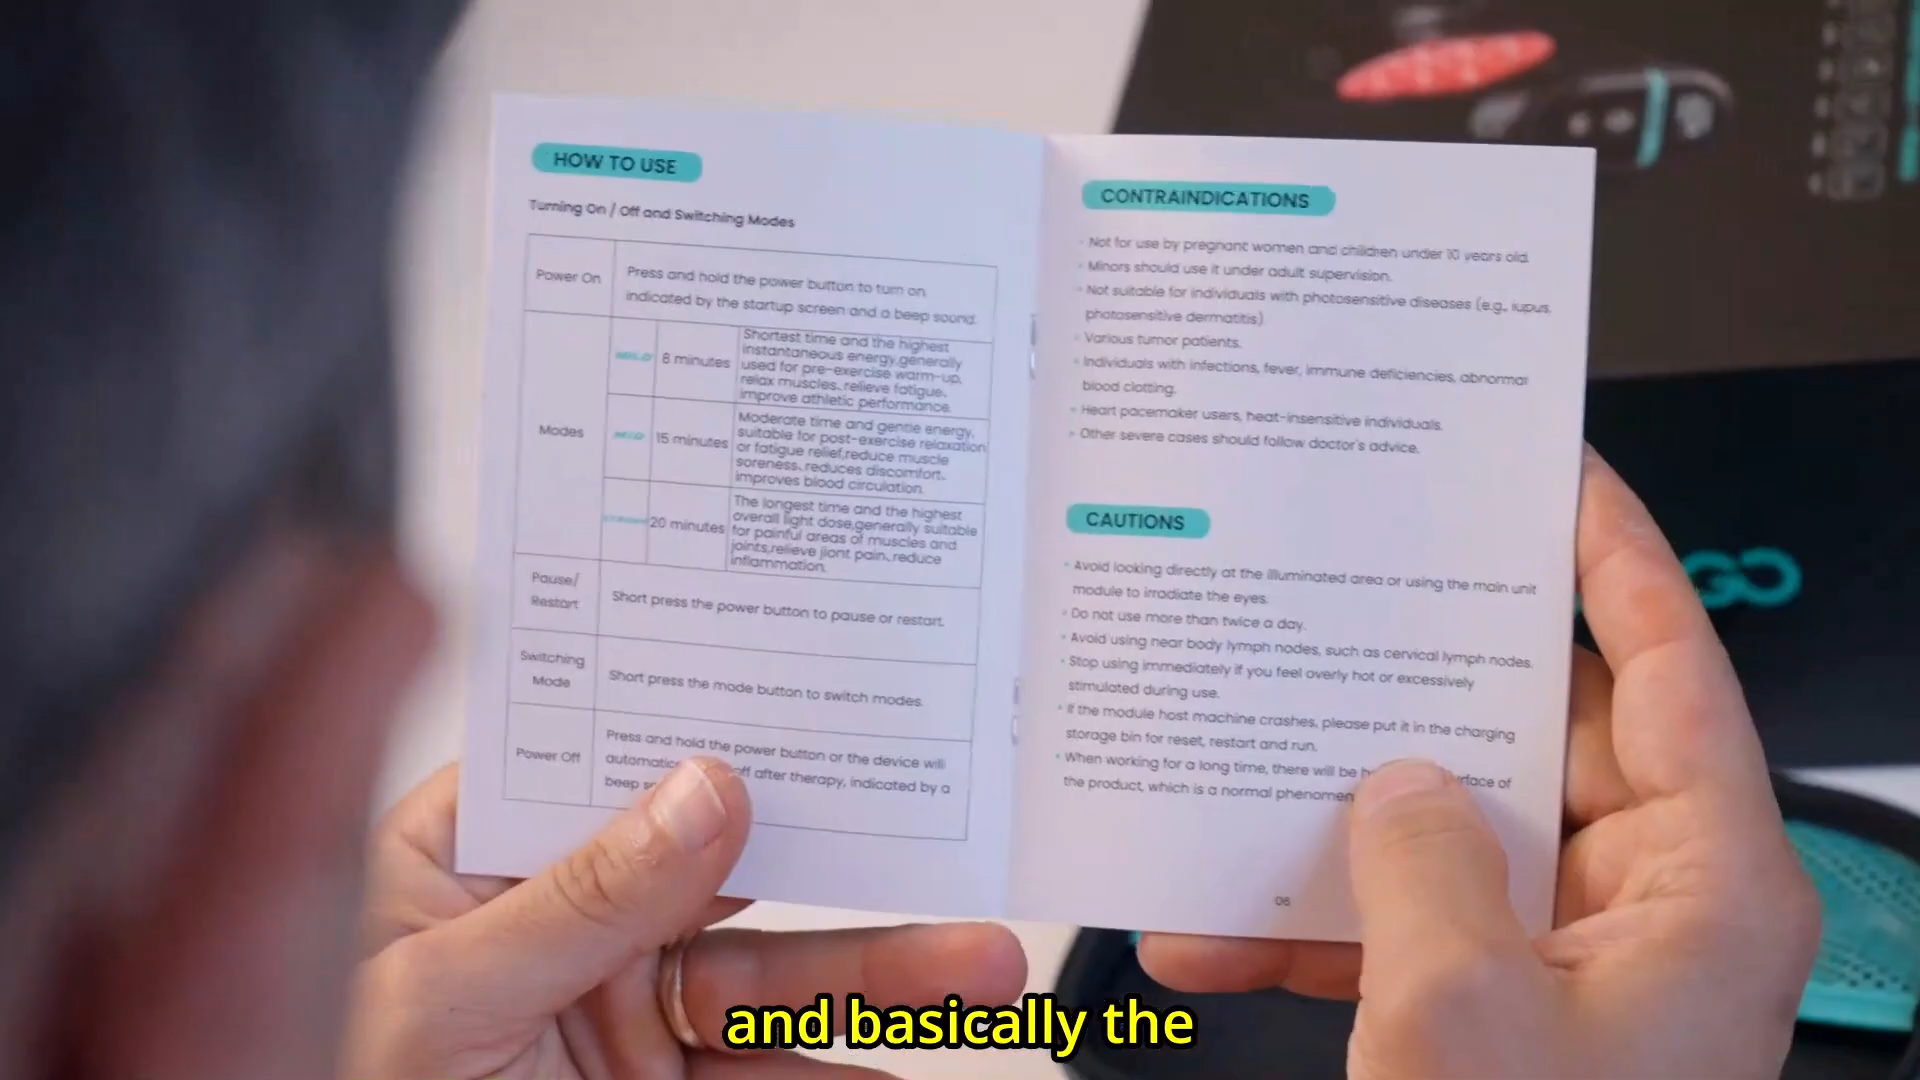 HOW TO USE
Turning On / Off and Switching Modes
Power On
Press and hold the power button to turn on
indicated by the startup screen and a beep sound.
Modes
8 minutes
Shortest time and the highest
instantaneous energy,generally
used for pre-exercise warm-up,
relax muscles, relieve fatigue,
improve athletic performance.
15 minutes
Moderate time and gentle energy,
suitable for post-exercise relaxation
or fatigue relief,reduce muscle
soreness, reduces discomfort,
improves blood circulation.
20 minutes
The longest time and the highest
overall light dose,generally suitable
for painful areas of muscles and
joints,relieve jiont pain, reduce
inflammation.
Pause/
Restart
Short press the power button to pause or restart.
Switching
Mode
Short press the mode button to switch modes.
Power Off
Press and hold the power button or the device will
after therapy, indicated by a
beep
CONTRAINDICATIONS
• Not for use by pregnant women and children under 10 years old.
• Minors should use it under adult supervision.
• Not suitable for individuals with photosensitive diseases (e.g., lupus,
photosensitive dermatitis)
• Various tumor patients.
• Individuals with infections, fever, immune deficiencies, abnormal
blood clotting.
• Heart pacemaker users, heat-insensitive individuals.
• Other severe cases should follow doctor's advice.
CAUTIONS
• Avoid looking directly at the illuminated area or using the main unit
module to irradiate the eyes.
• Do not use more than twice a day.
• Avoid using near body lymph nodes, such as cervical lymph nodes.
• Stop using immediately if you feel overly hot or excessively
stimulated during use.
• If the module host machine crashes, please put it in the charging
storage bin for reset, restart and run.
• When working for a long time, there will be of
the product, which is a normal
06
GO
and basically the